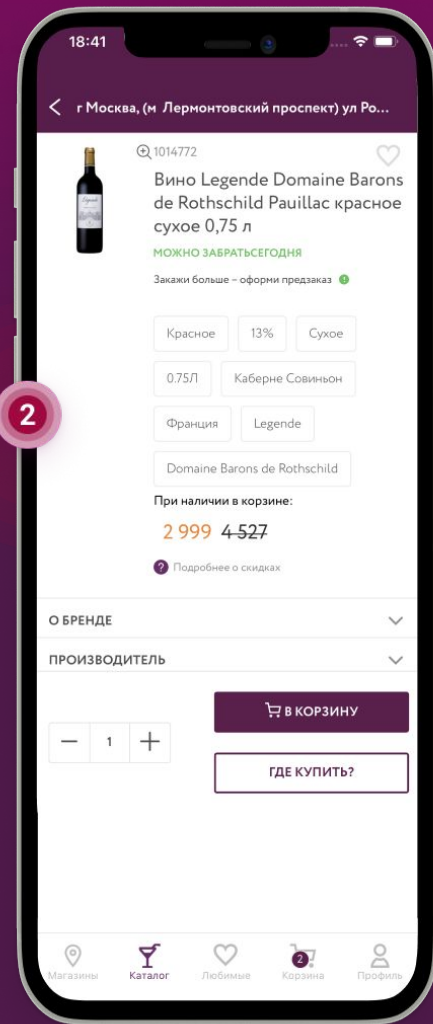 18:41
г Москва, (м Лермонтовский проспект) ул Ро...
1014772
Вино Legende Domaine Barons
de Rothschild Pauillac красное
сухое 0,75 л
МОЖНО ЗАБРАТЬСЕГОДНЯ
Закажи больше – оформи предзаказ
Красное 13% Сухое
0.75Л Каберне Совиньон
2
Франция Legende
Domaine Barons de Rothschild
При наличии в корзине:
2 999 4 527
? Подробнее о скидках
О БРЕНДЕ
ПРОИЗВОДИТЕЛЬ
В КОРЗИНУ
1
ГДЕ КУПИТЬ?
2
Магазины Каталог Любимые Корзина Профиль